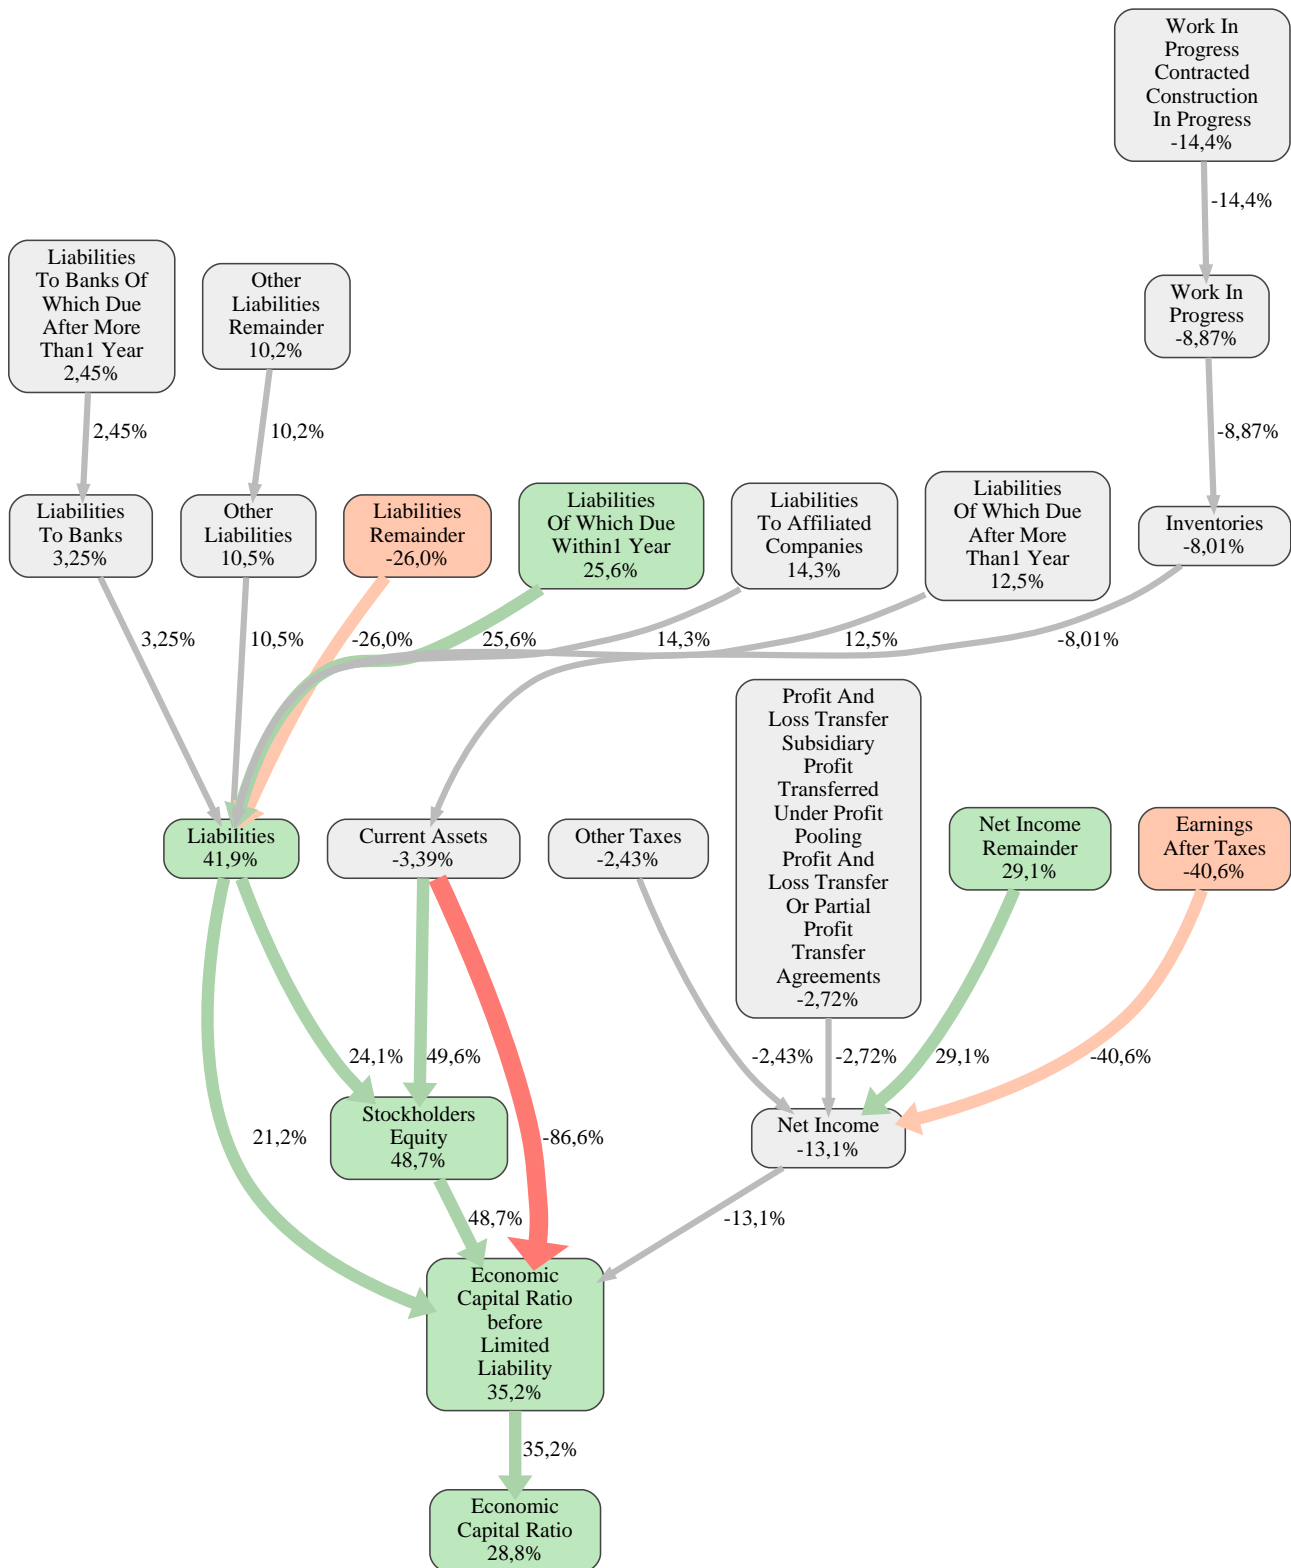 Work In
Progress
Contracted
Construction
In Progress
-14,4%
-14,4%
Liabilities
To Banks Of
Which Due
After More
Than1 Year
2,45%
Other
Liabilities
Remainder
10,2%
Work In
Progress
-8,87%
2,45%
10,2%
-8,87%
Liabilities
To Banks
3,25%
Other
Liabilities
10,5%
Liabilities
Remainder
-26,0%
Liabilities
Of Which Due
Within1 Year
25,6%
Liabilities
To Affiliated
Companies
14,3%
Liabilities
Of Which Due
After More
Than1 Year
12,5%
Inventories
-8,01%
3,25%
10,5%
-26,0%
25,6%
14,3%
12,5%
-8,01%
Liabilities
41,9%
Current Assets
-3,39%
Other Taxes
-2,43%
Profit And
Loss Transfer
Subsidiary
Profit
Transferred
Under Profit
Pooling
Profit And
Loss Transfer
Or Partial
Profit
Transfer
Agreements
-2,72%
Net Income
Remainder
29,1%
Earnings
After Taxes
-40,6%
24,1%
49,6%
-2,43%
-2,72%
29,1%
-40,6%
Stockholders
Equity
48,7%
Net Income
-13,1%
21,2%
-86,6%
48,7%
-13,1%
Economic
Capital Ratio
before
Limited
Liability
35,2%
35,2%
Economic
Capital Ratio
28,8%